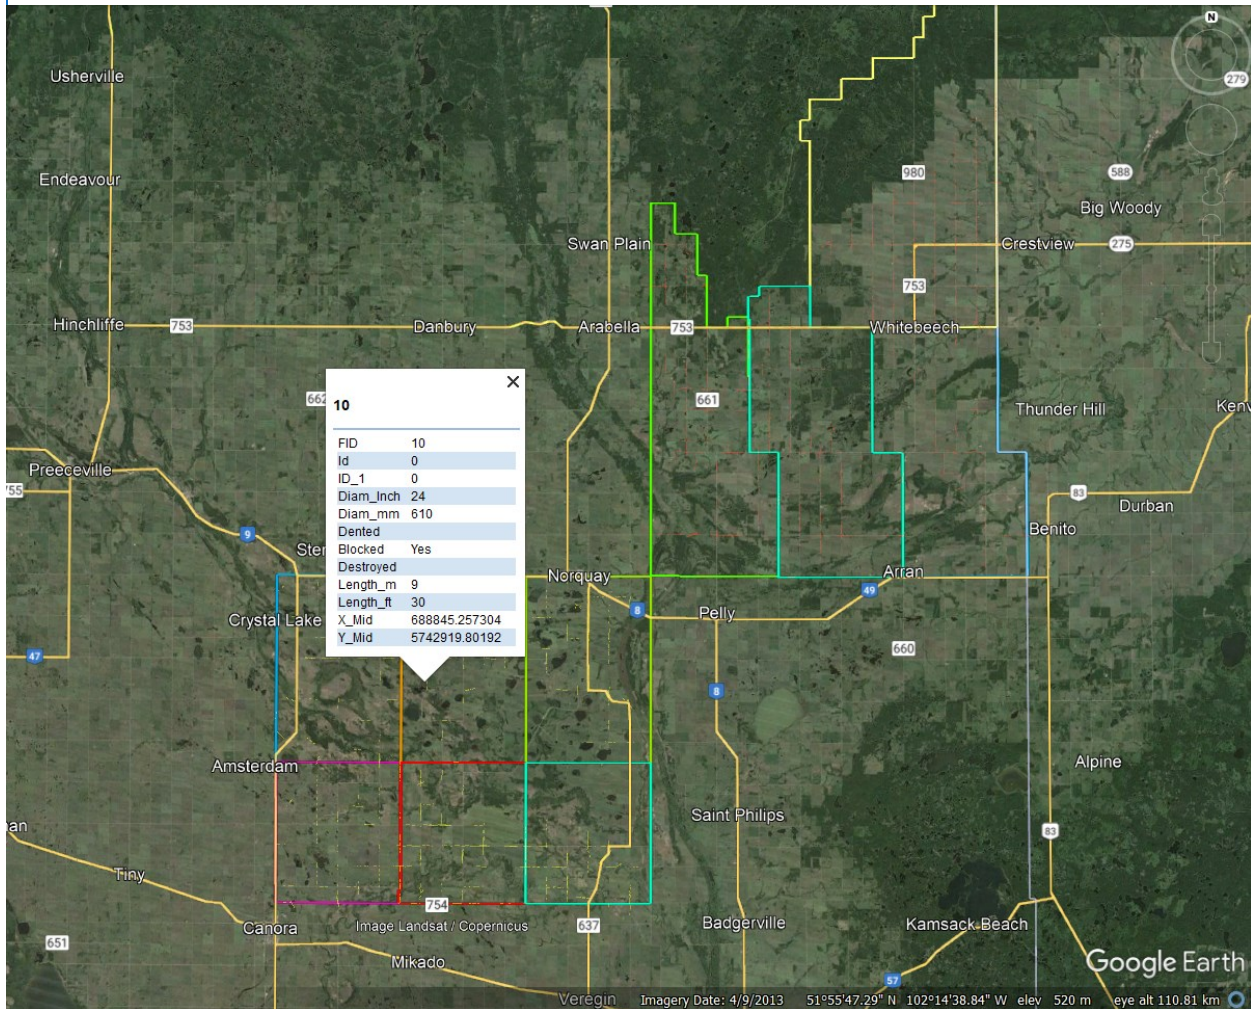 N
Usherville
279
Endeavour
980
588
Big Woody
Swan Plain
Crestview
275
753
Hinchliffe
753
Danbury
Arabella
753
Whitebeech
662
661
Thunder Hill
10
FID 10
Id 0
ID_1 0
Diam_Inch 24
Diam_mm 610
Dented
Blocked Yes
Destroyed
Length_m 9
Length_ft 30
X_Mid 688845.257304
Y_Mid 5742919.80192
Preeceville
83
Durban
Benito
9
Norquay
Arran
49
8
Pelly
Crystal Lake
47
660
8
Amsterdam
Alpine
Saint Philips
83
Tiny
754
Canora
Image Landsat / Copernicus
637
Badgerville
Kamsack Beach
651
Mikado
Google Earth
57
Veregin
Imagery Date: 4/9/2013 51°55'47.29" N 102°14'38.84" W elev 520 m eye alt 110.81 km